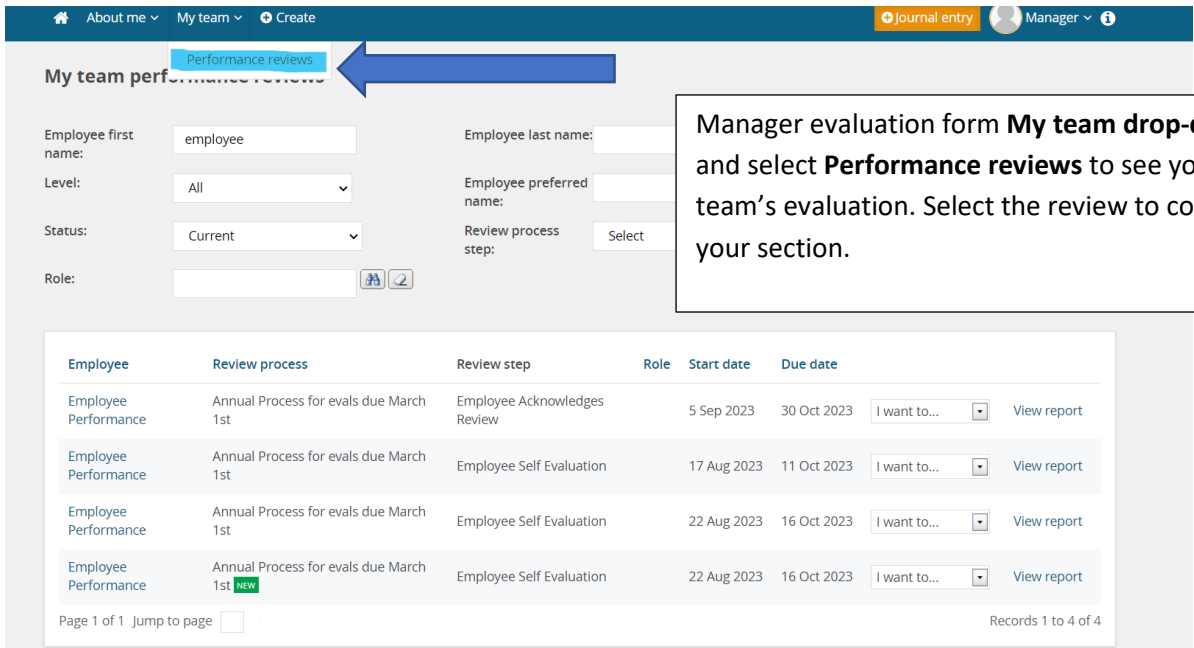 About me My team Create Journal entry Manager
Performance reviews
My team performance reviews
Manager evaluation form My team drop-
and select Performance reviews to see
team's evaluation. Select the review to
your section.
Employee first name: employee Employee last name:
Level: All Employee preferred name:
Status: Current Review process step: Select
Role:
Employee Review process Review step Role Start date Due date
Employee Performance Annual Process for evals due March 1st Employee Acknowledges Review 5 Sep 2023 30 Oct 2023 I want to... View report
Employee Performance Annual Process for evals due March 1st Employee Self Evaluation 17 Aug 2023 11 Oct 2023 I want to... View report
Employee Performance Annual Process for evals due March 1st Employee Self Evaluation 22 Aug 2023 16 Oct 2023 I want to... View report
Employee Performance Annual Process for evals due March 1st NEW Employee Self Evaluation 22 Aug 2023 16 Oct 2023 I want to... View report
Page 1 of 1 Jump to page Records 1 to 4 of 4